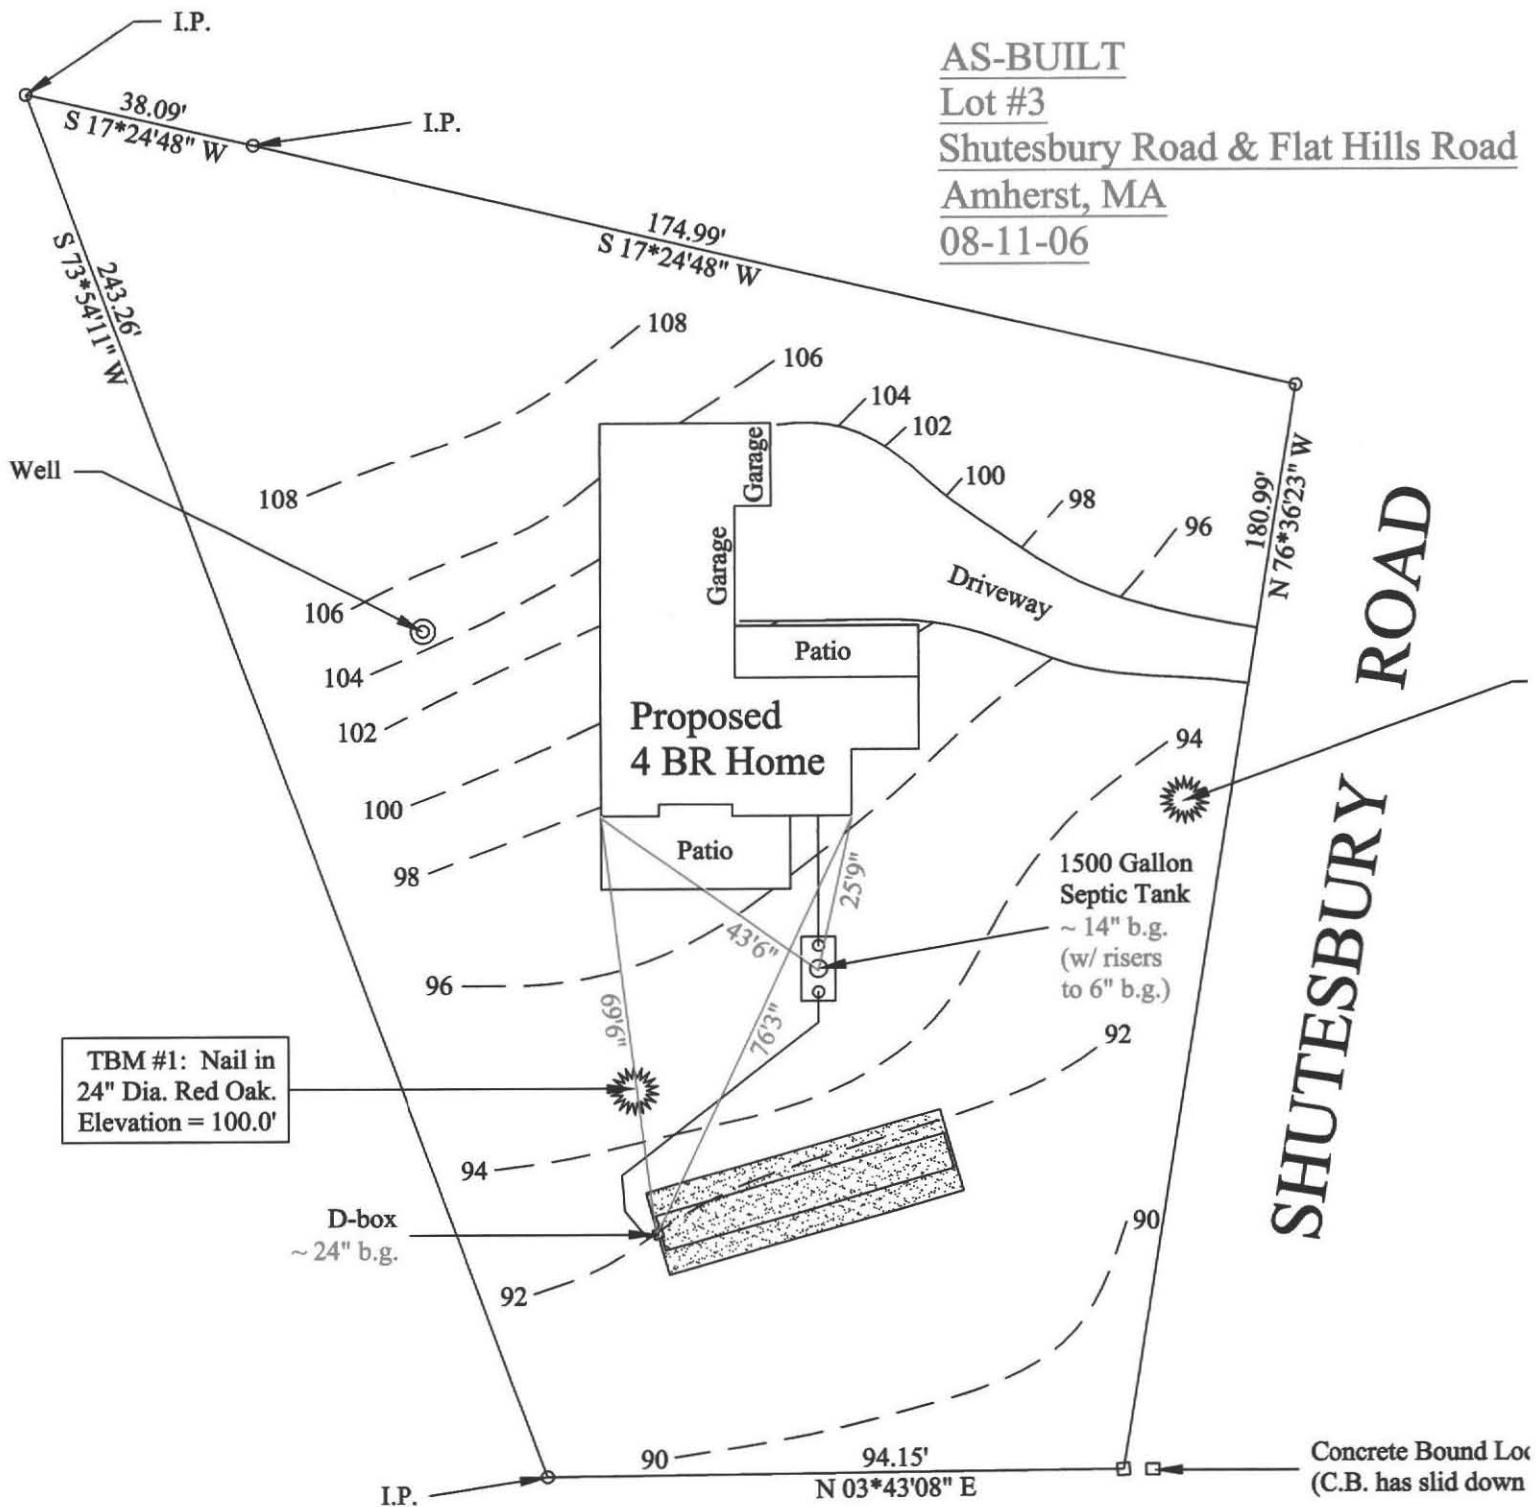 I.P.
AS-BUILT
Lot #3
Shutesbury Road & Flat Hills Road
Amherst, MA
08-11-06
38.09'
S 17*24'48" W
I.P.
174.99'
S 17*24'48" W
243.26'
S 73*54'11" W
108
106
104
102
100
98
96
Well
108
Garage
Garage
180.99'
N 76*36'23" W
SHUTESBURY ROAD
Driveway
106
104
102
100
98
Patio
Proposed
4 BR Home
94
Patio
25'9"
43'6"
1500 Gallon
Septic Tank
~ 14" b.g.
(w/ risers
to 6" b.g.)
96
69'6"
76'3"
92
TBM #1: Nail in
24" Dia. Red Oak.
Elevation = 100.0'
94
D-box
~ 24" b.g.
90
92
90
94.15'
N 03*43'08" E
I.P.
Concrete Bound
(C.B. has slid down